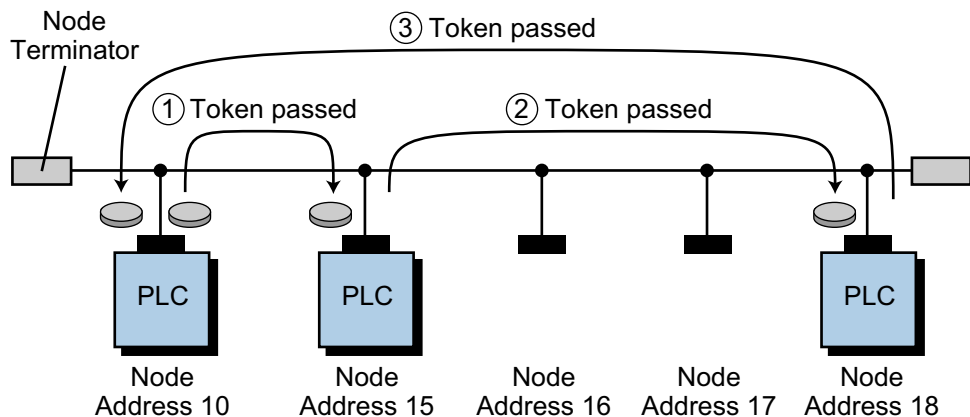 Node
Terminator
③ Token passed
① Token passed
② Token passed
PLC
PLC
PLC
Node
Address 10
Node
Address 15
Node
Address 16
Node
Address 17
Node
Address 18